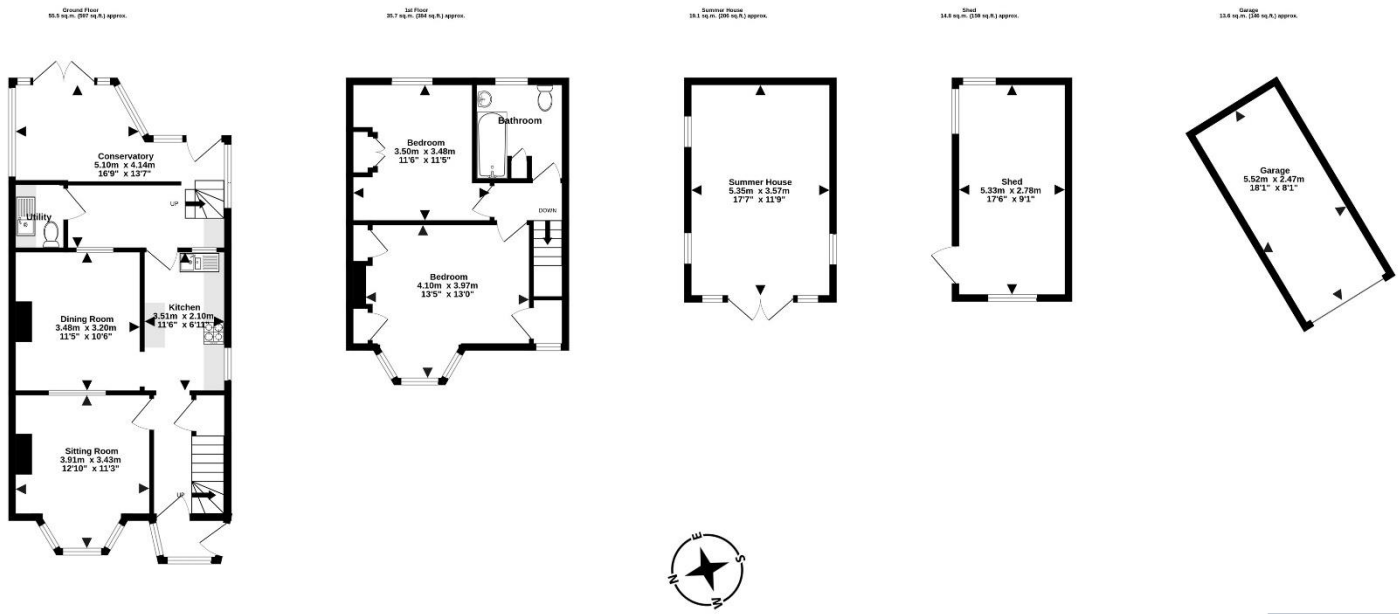 Ground Floor
55.5 sq.m. (597 sq.ft.) approx.
1st Floor
35.7 sq.m. (384 sq.ft.) approx.
Summer House
19.1 sq.m. (206 sq.ft.) approx.
Shed
14.8 sq.m. (159 sq.ft.) approx.
Garage
13.6 sq.m. (146 sq.ft.) approx.
Conservatory
5.10m x 4.14m
16'9" x 13'7"
UP
Utility
Kitchen
3.51m x 2.10m
11'6" x 6'11"
Dining Room
3.48m x 3.20m
11'5" x 10'6"
Sitting Room
3.91m x 3.43m
12'10" x 11'3"
UP
Bedroom
3.50m x 3.48m
11'6" x 11'5"
Bathroom
DOWN
Bedroom
4.10m x 3.97m
13'5" x 13'0"
Summer House
5.35m x 3.57m
17'7" x 11'9"
Shed
5.33m x 2.78m
17'6" x 9'1"
Garage
5.52m x 2.47m
18'1" x 8'1"
N
E
S
W